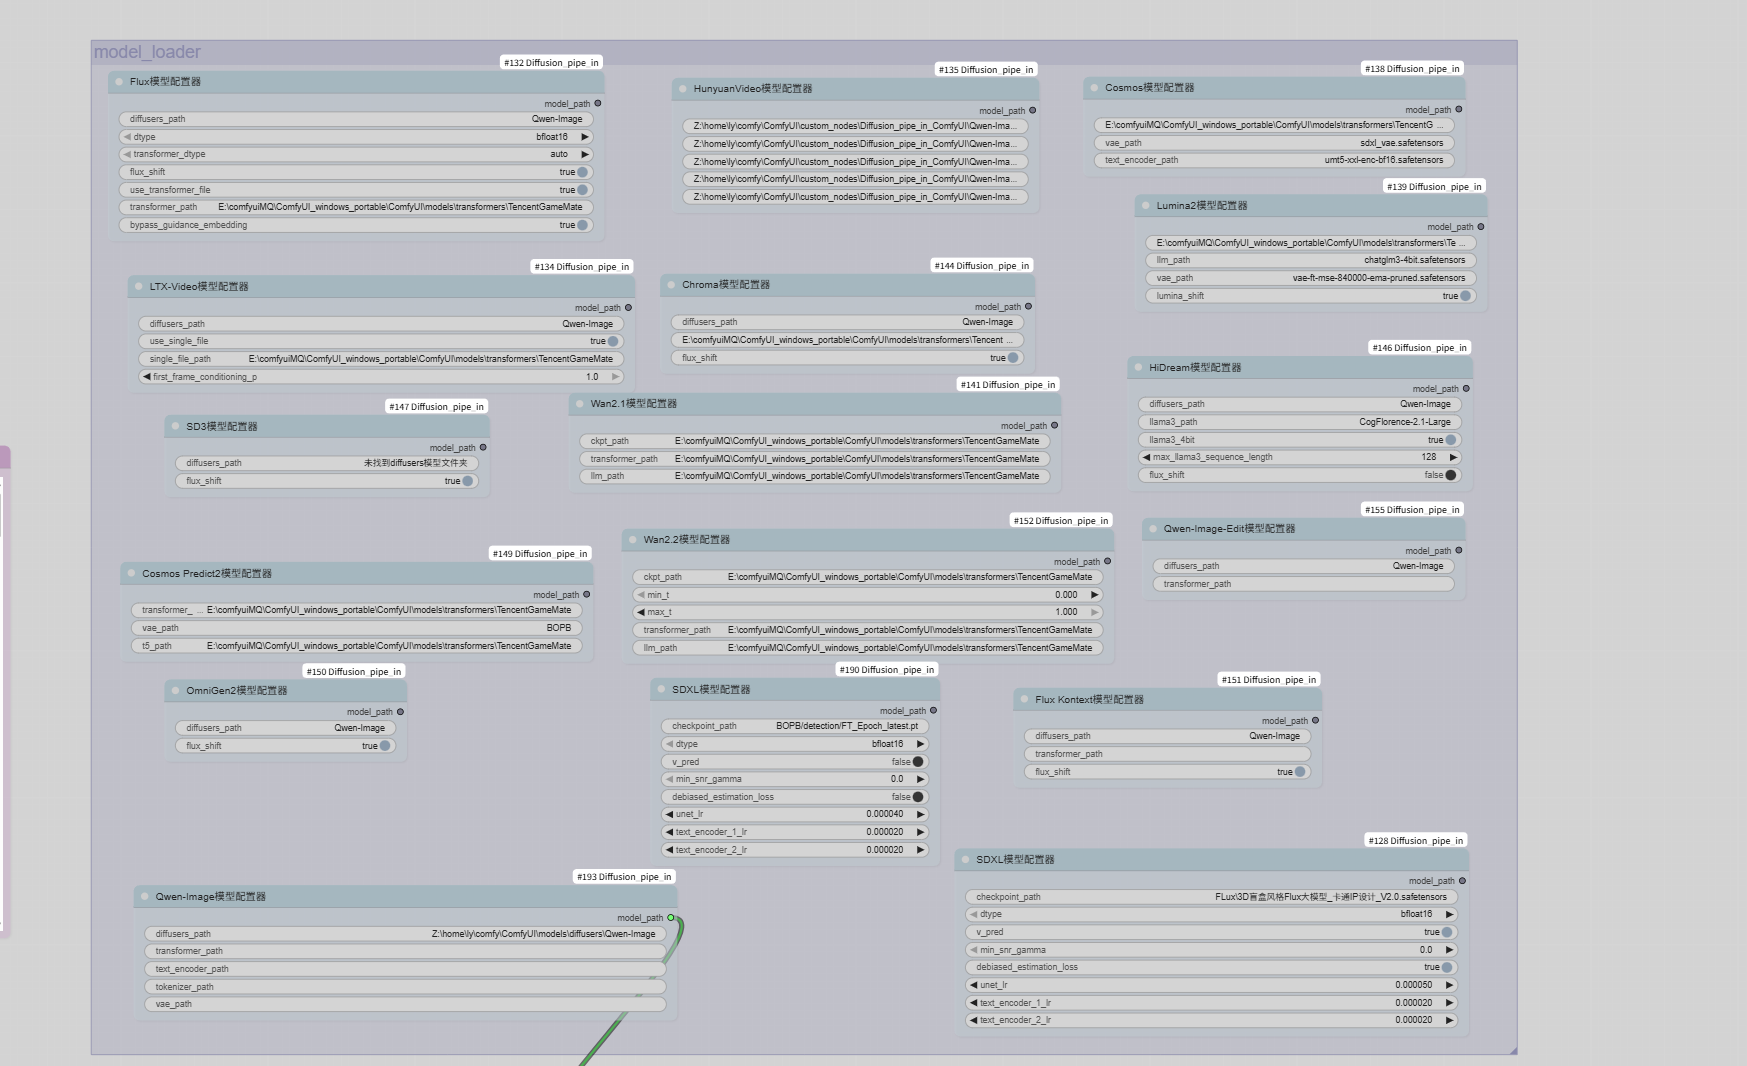 model_loader
#132 Diffusion_pipe_in
Flux模型配置器
model_path
diffusers_path Qwen-Image
dtype bfloat16
transformer_dtype auto
flux_shift true
use_transformer_file true
transformer_path E:\comfyuiMQ\ComfyUI_windows_portable\ComfyUI\models\transformers\TencentGameMate
bypass_guidance_embedding true
#135 Diffusion_pipe_in
HunyuanVideo模型配置器
model_path
Z:\home\ly\comfy\ComfyUI\custom_nodes\Diffusion_pipe_in_ComfyUI\Qwen-Ima...
Z:\home\ly\comfy\ComfyUI\custom_nodes\Diffusion_pipe_in_ComfyUI\Qwen-Ima...
Z:\home\ly\comfy\ComfyUI\custom_nodes\Diffusion_pipe_in_ComfyUI\Qwen-Ima...
Z:\home\ly\comfy\ComfyUI\custom_nodes\Diffusion_pipe_in_ComfyUI\Qwen-Ima...
Z:\home\ly\comfy\ComfyUI\custom_nodes\Diffusion_pipe_in_ComfyUI\Qwen-Ima...
#138 Diffusion_pipe_in
Cosmos模型配置器
model_path
E:\comfyuiMQ\ComfyUI_windows_portable\ComfyUI\models\transformers\TencentG ...
vae_path sdxl_vae.safetensors
text_encoder_path umt5-xxl-enc-bf16.safetensors
#139 Diffusion_pipe_in
Lumina2模型配置器
model_path
E:\comfyuiMQ\ComfyUI_windows_portable\ComfyUI\models\transformers\Te ...
llm_path chatglm3-4bit.safetensors
vae_path vae-ft-mse-840000-ema-pruned.safetensors
lumina_shift true
#134 Diffusion_pipe_in
LTX-Video模型配置器
model_path
diffusers_path Qwen-Image
use_single_file true
single_file_path E:\comfyuiMQ\ComfyUI_windows_portable\ComfyUI\models\transformers\TencentGameMate
first_frame_conditioning_p 1.0
#144 Diffusion_pipe_in
Chroma模型配置器
model_path
diffusers_path Qwen-Image
E:\comfyuiMQ\ComfyUI_windows_portable\ComfyUI\models\transformers\Tencent ...
flux_shift true
#146 Diffusion_pipe_in
HiDream模型配置器
model_path
diffusers_path Qwen-Image
llama3_path CogFlorence-2.1-Large
llama3_4bit true
max_llama3_sequence_length 128
flux_shift false
#147 Diffusion_pipe_in
SD3模型配置器
model_path
diffusers_path 未找到diffusers模型文件夹
flux_shift true
#141 Diffusion_pipe_in
Wan2.1模型配置器
model_path
ckpt_path E:\comfyuiMQ\ComfyUI_windows_portable\ComfyUI\models\transformers\TencentGameMate
transformer_path E:\comfyuiMQ\ComfyUI_windows_portable\ComfyUI\models\transformers\TencentGameMate
llm_path E:\comfyuiMQ\ComfyUI_windows_portable\ComfyUI\models\transformers\TencentGameMate
#155 Diffusion_pipe_in
Qwen-Image-Edit模型配置器
model_path
diffusers_path Qwen-Image
transformer_path
#149 Diffusion_pipe_in
Cosmos Predict2模型配置器
model_path
transformer_ ... E:\comfyuiMQ\ComfyUI_windows_portable\ComfyUI\models\transformers\TencentGameMate
vae_path BOPB
t5_path E:\comfyuiMQ\ComfyUI_windows_portable\ComfyUI\models\transformers\TencentGameMate
#152 Diffusion_pipe_in
Wan2.2模型配置器
model_path
ckpt_path E:\comfyuiMQ\ComfyUI_windows_portable\ComfyUI\models\transformers\TencentGameMate
min_t 0.000
max_t 1.000
transformer_path E:\comfyuiMQ\ComfyUI_windows_portable\ComfyUI\models\transformers\TencentGameMate
llm_path E:\comfyuiMQ\ComfyUI_windows_portable\ComfyUI\models\transformers\TencentGameMate
#150 Diffusion_pipe_in
OmniGen2模型配置器
model_path
diffusers_path Qwen-Image
flux_shift true
#190 Diffusion_pipe_in
SDXL模型配置器
model_path
checkpoint_path BOPB/detection/FT_Epoch_latest.pt
dtype bfloat16
v_pred false
min_snr_gamma 0.0
debiased_estimation_loss false
unet_lr 0.000040
text_encoder_1_lr 0.000020
text_encoder_2_lr 0.000020
#151 Diffusion_pipe_in
Flux Kontext模型配置器
model_path
diffusers_path Qwen-Image
transformer_path
flux_shift true
#193 Diffusion_pipe_in
Qwen-Image模型配置器
model_path
diffusers_path Z:\home\ly\comfy\ComfyUI\models\diffusers\Qwen-Image
transformer_path
text_encoder_path
tokenizer_path
vae_path
#128 Diffusion_pipe_in
SDXL模型配置器
model_path
checkpoint_path FLux\3D盲盒风格Flux大模型_卡通IP设计_V2.0.safetensors
dtype bfloat16
v_pred true
min_snr_gamma 0.0
debiased_estimation_loss true
unet_lr 0.000050
text_encoder_1_lr 0.000020
text_encoder_2_lr 0.000020